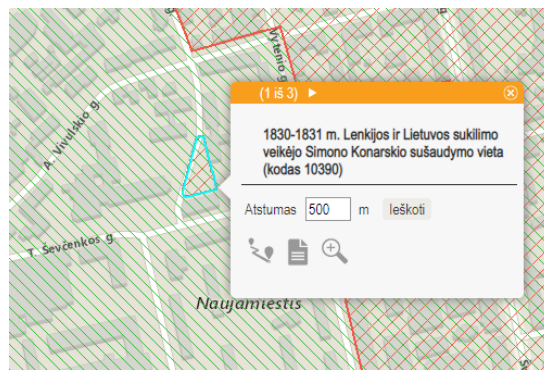 Vytenio g.
A. Vivulskio g.
(1 iš 3)
1830-1831 m. Lenkijos ir Lietuvos sukilimo
veikėjo Simono Konarskio sušaudymo vieta
(kodas 10390)
Atstumas 500 m Ieškoti
T. Ševčenkos g.
Naujamiestis